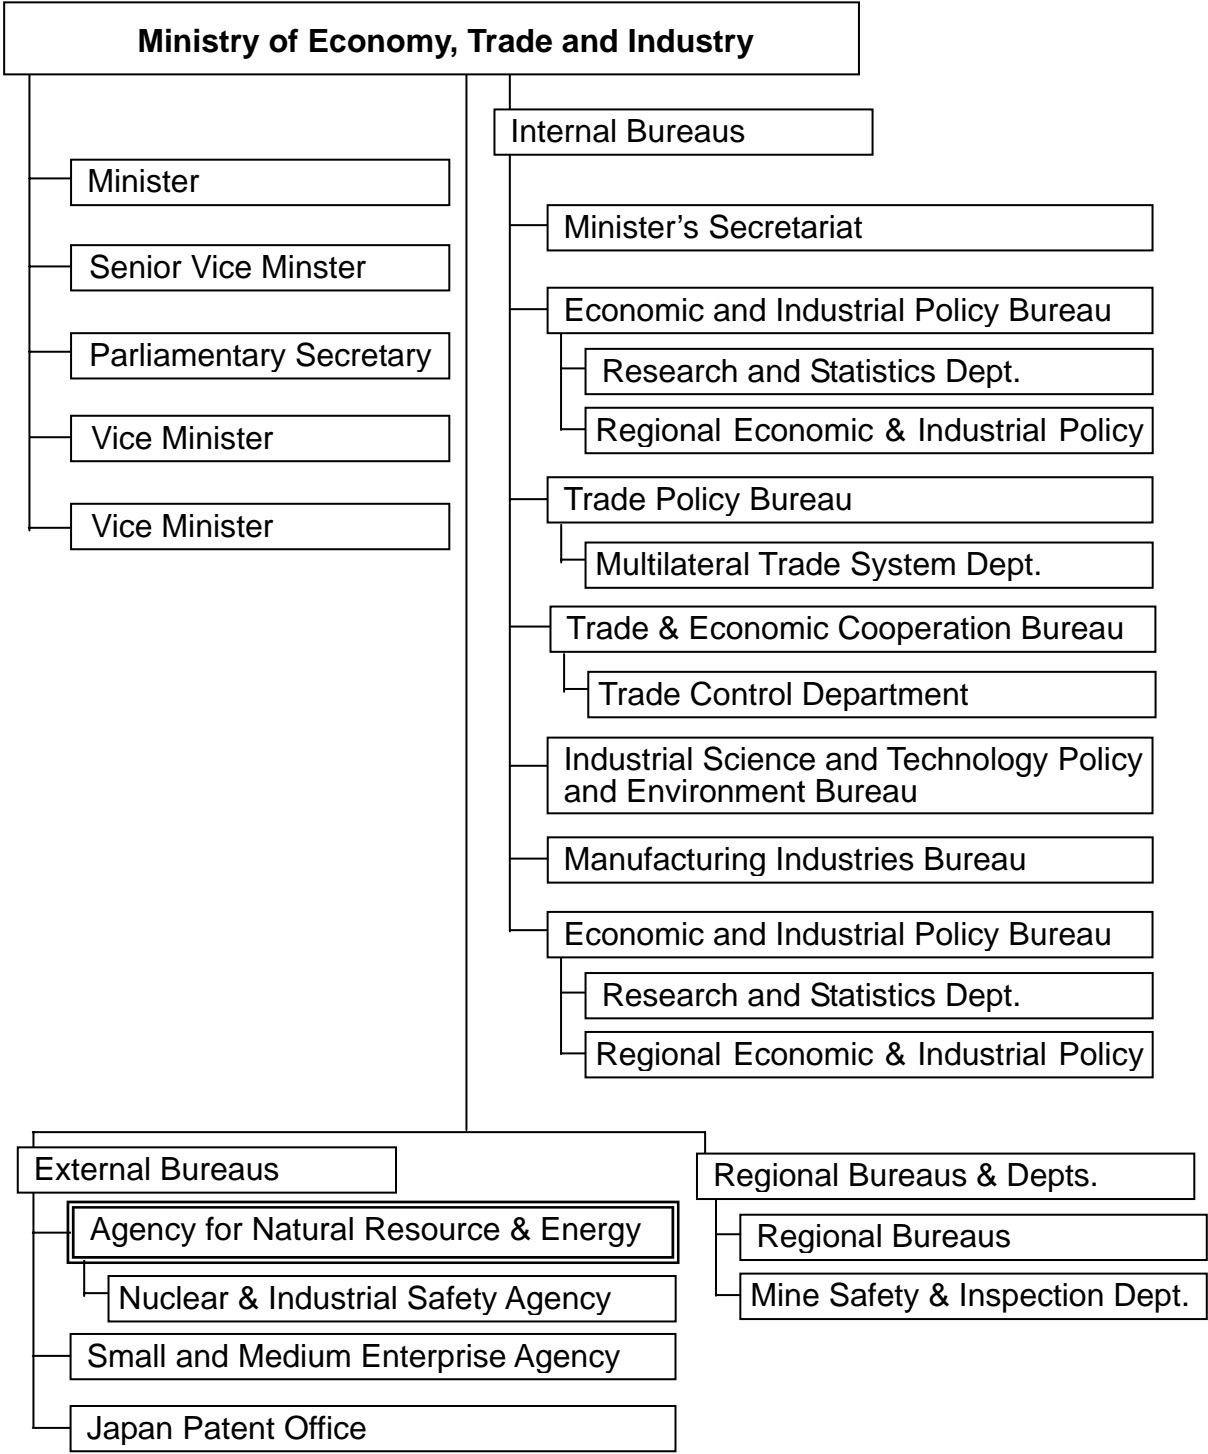 Ministry of Economy, Trade and Industry
Minister
Senior Vice Minster
Parliamentary Secretary
Vice Minister
Vice Minister
Internal Bureaus
Minister’s Secretariat
Economic and Industrial Policy Bureau
Research and Statistics Dept.
Regional Economic & Industrial Policy
Trade Policy Bureau
Multilateral Trade System Dept.
Trade & Economic Cooperation Bureau
Trade Control Department
Industrial Science and Technology Policy
and Environment Bureau
Manufacturing Industries Bureau
Economic and Industrial Policy Bureau
Research and Statistics Dept.
Regional Economic & Industrial Policy
External Bureaus
Agency for Natural Resource & Energy
Nuclear & Industrial Safety Agency
Small and Medium Enterprise Agency
Japan Patent Office
Regional Bureaus & Depts.
Regional Bureaus
Mine Safety & Inspection Dept.